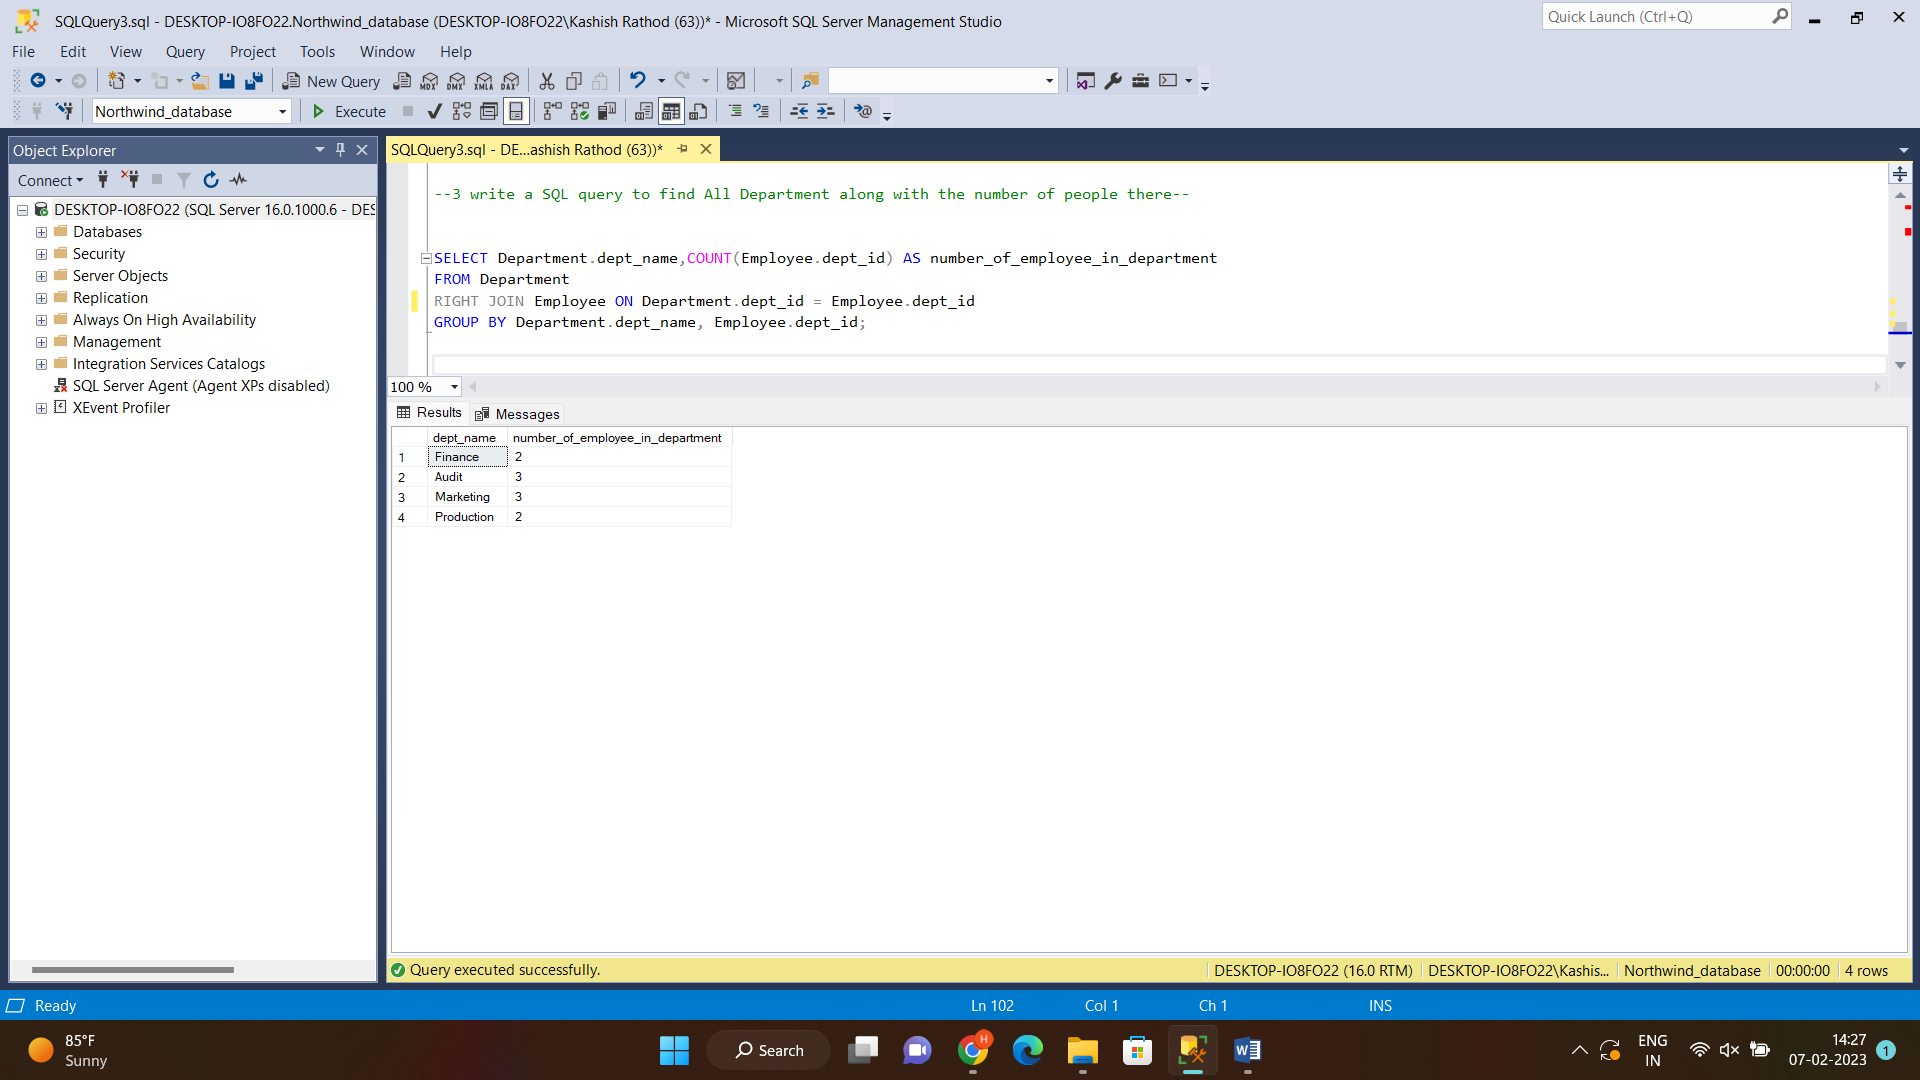 SQLQuery3.sql - DESKTOP-IO8FO22.Northwind_database (DESKTOP-IO8FO22\Kashish Rathod (63))* - Microsoft SQL Server Management Studio
Quick Launch (Ctrl+Q)
File Edit View Query Project Tools Window Help
New Query MDX DMX XMLA DAX
Northwind_database Execute
Object Explorer
SQLQuery3.sql - DE...ashish Rathod (63))*
Connect
DESKTOP-IO8FO22 (SQL Server 16.0.1000.6 - DES
Databases
Security
Server Objects
Replication
Always On High Availability
Management
Integration Services Catalogs
SQL Server Agent (Agent XPs disabled)
XEvent Profiler
--3 write a SQL query to find All Department along with the number of people there--
SELECT Department.dept_name,COUNT(Employee.dept_id) AS number_of_employee_in_department
FROM Department
RIGHT JOIN Employee ON Department.dept_id = Employee.dept_id
GROUP BY Department.dept_name, Employee.dept_id;
100 %
Results Messages
dept_name number_of_employee_in_department
1 Finance 2
2 Audit 3
3 Marketing 3
4 Production 2
Query executed successfully.
DESKTOP-IO8FO22 (16.0 RTM) DESKTOP-IO8FO22\Kashis... Northwind_database 00:00:00 4 rows
Ready Ln 102 Col 1 Ch 1 INS
85°F
Sunny
Search
H
W
ENG
IN
14:27
07-02-2023
1